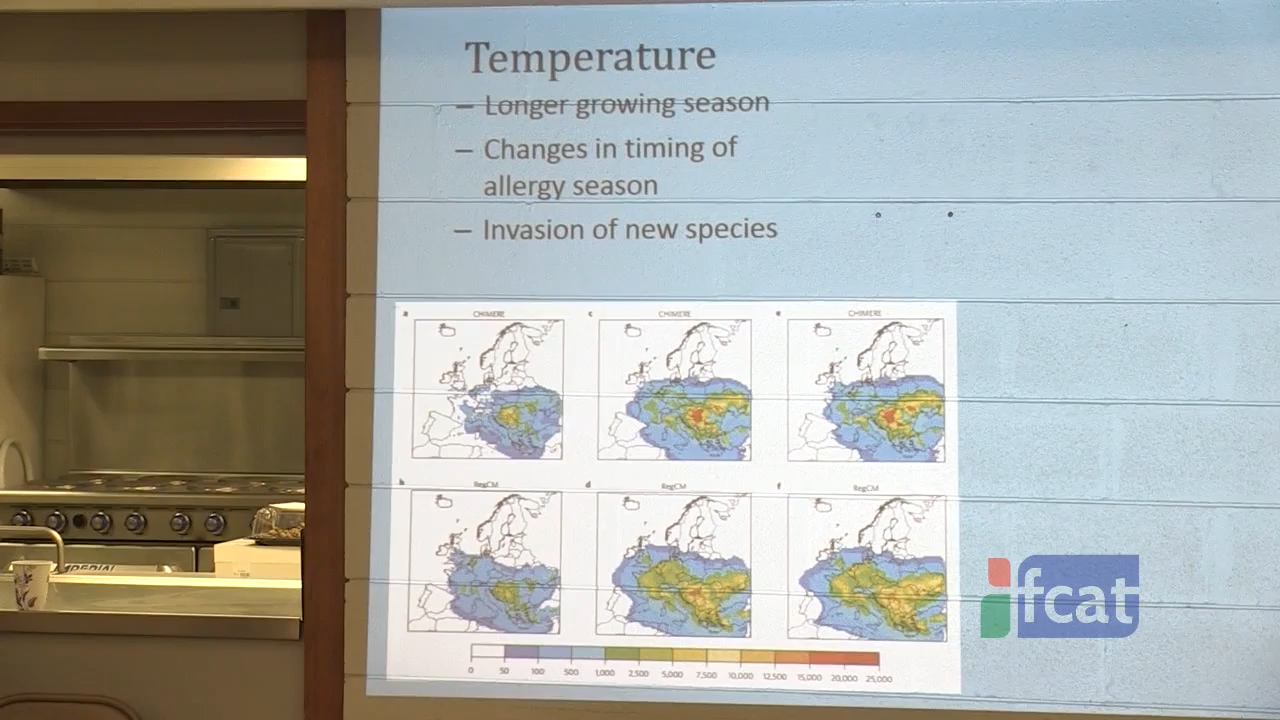 Temperature
– Longer growing season
– Changes in timing of
allergy season
– Invasion of new species
a CHIMERE
c CHIMERE
e CHIMERE
b RegCM
d RegCM
f RegCM
0 50 100 500 1,000 2,500 5,000 7,500 10,000 12,500 15,000 20,000 25,000
fcat